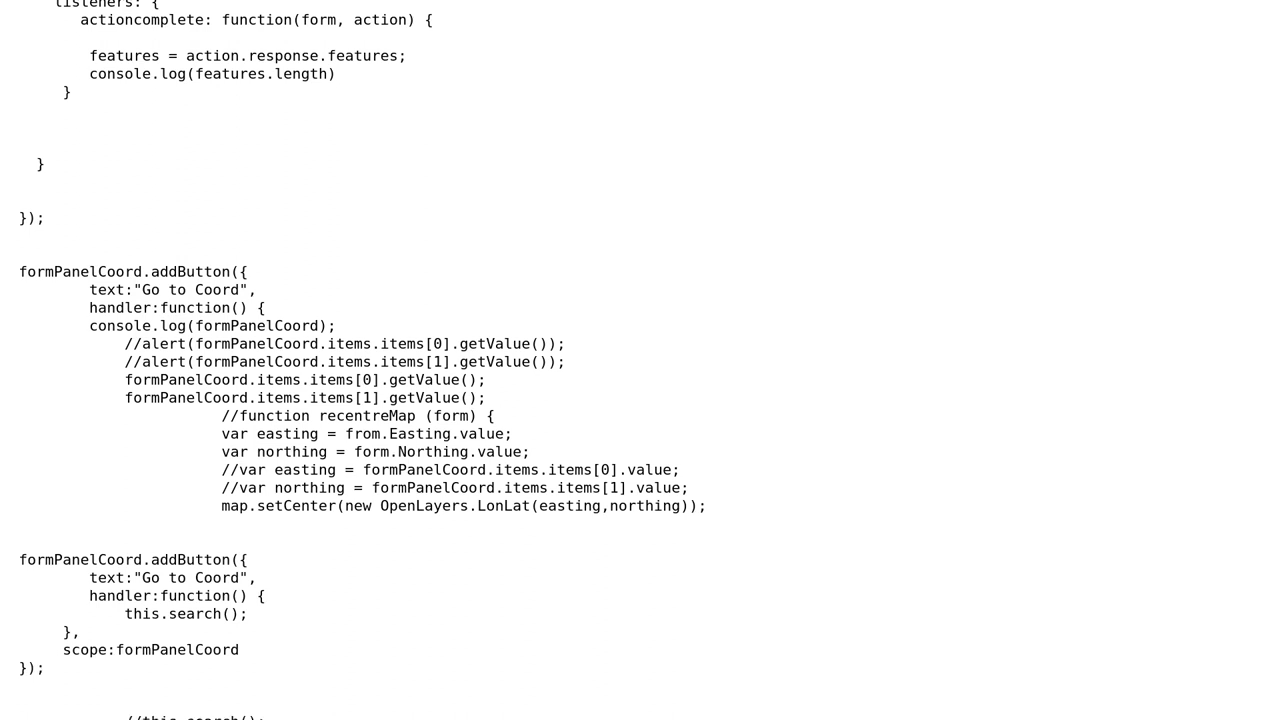 listeners: {
actioncomplete: function(form, action) {
features = action.response.features;
console.log(features.length)
}
}
});
formPanelCoord.addButton({
text:"Go to Coord",
handler:function() {
console.log(formPanelCoord);
//alert(formPanelCoord.items.items[0].getValue());
//alert(formPanelCoord.items.items[1].getValue());
formPanelCoord.items.items[0].getValue();
formPanelCoord.items.items[1].getValue();
//function recentreMap (form) {
var easting = from.Easting.value;
var northing = form.Northing.value;
//var easting = formPanelCoord.items.items[0].value;
//var northing = formPanelCoord.items.items[1].value;
map.setCenter(new OpenLayers.LonLat(easting,northing));
formPanelCoord.addButton({
text:"Go to Coord",
handler:function() {
this.search();
},
scope:formPanelCoord
});
//this.search();